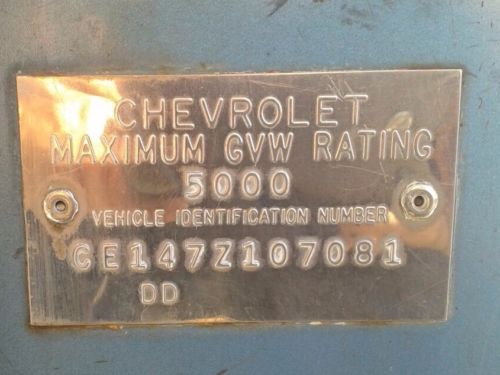 CHEVROLET
MAXIMUM GVW RATING
5000
VEHICLE IDENTIFICATION NUMBER
CE147Z107081
DD